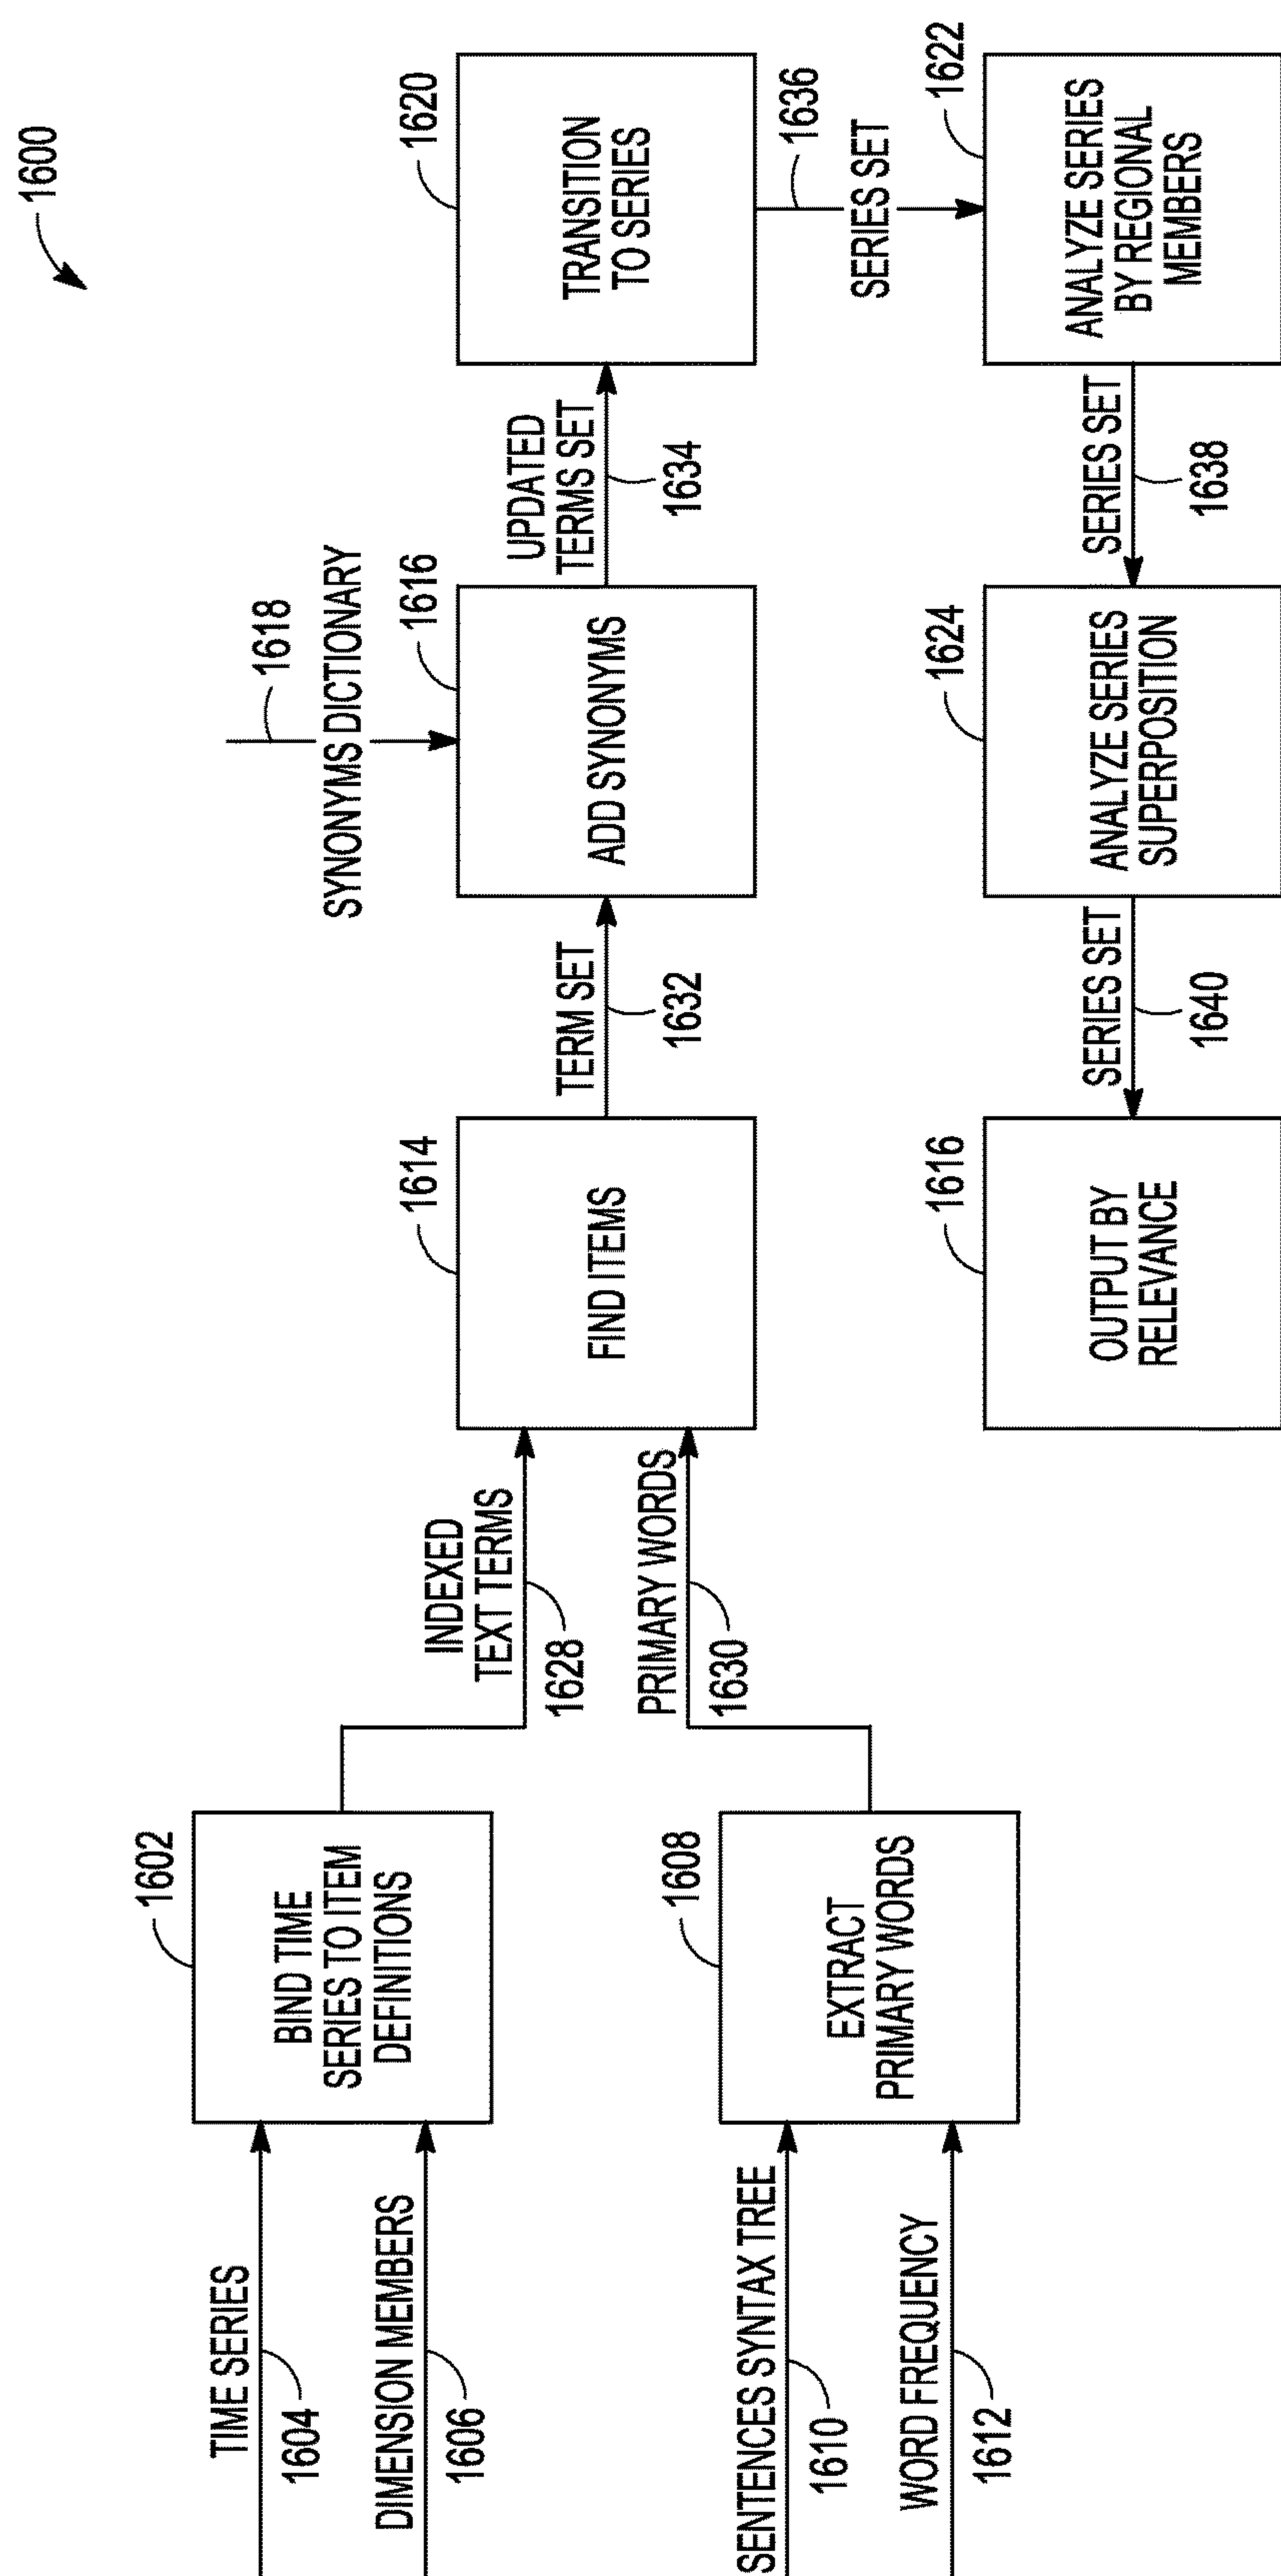 1600
TIME SERIES
1604
DIMENSION MEMBERS
1606
1602
BIND TIME
SERIES TO ITEM
DEFINITIONS
SENTENCES SYNTAX TREE
1610
WORD FREQUENCY
1612
1608
EXTRACT
PRIMARY WORDS
INDEXED
TEXT TERMS
1628
PRIMARY WORDS
1630
1614
FIND ITEMS
TERM SET
1632
1618
SYNONYMS DICTIONARY
1616
ADD SYNONYMS
UPDATED
TERMS SET
1634
1620
TRANSITION
TO SERIES
1636
SERIES SET
1622
ANALYZE SERIES
BY REGIONAL
MEMBERS
SERIES SET
1638
1624
ANALYZE SERIES
SUPERPOSITION
SERIES SET
1640
1616
OUTPUT BY
RELEVANCE